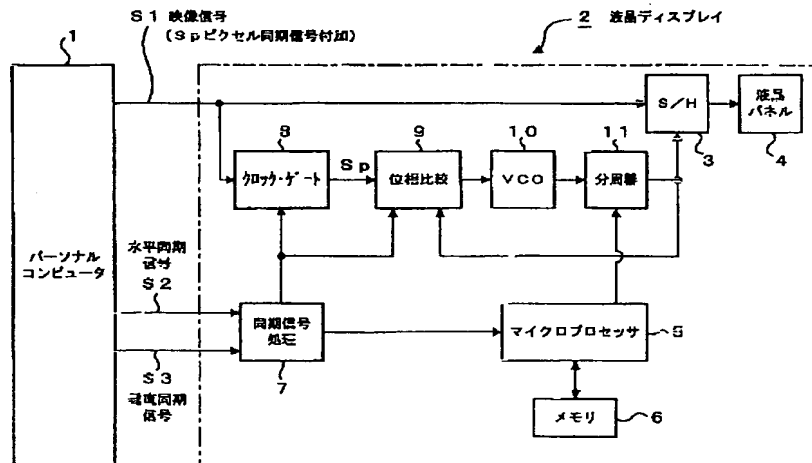 S1 映像信号
(Spピクセル同期信号付加)
2 液晶ディスプレイ
1
S/H
液晶
パネル
3
4
8
9
10
11
クロック・ゲート
Sp
位相比較
VCO
分周器
パーソナル
コンピュータ
水平同期
信号
S2
同期信号
処理
7
マイクロプロセッサ
5
S3
垂直同期
信号
メモリ
6